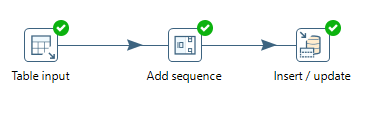 Table input
Add sequence
Insert / update